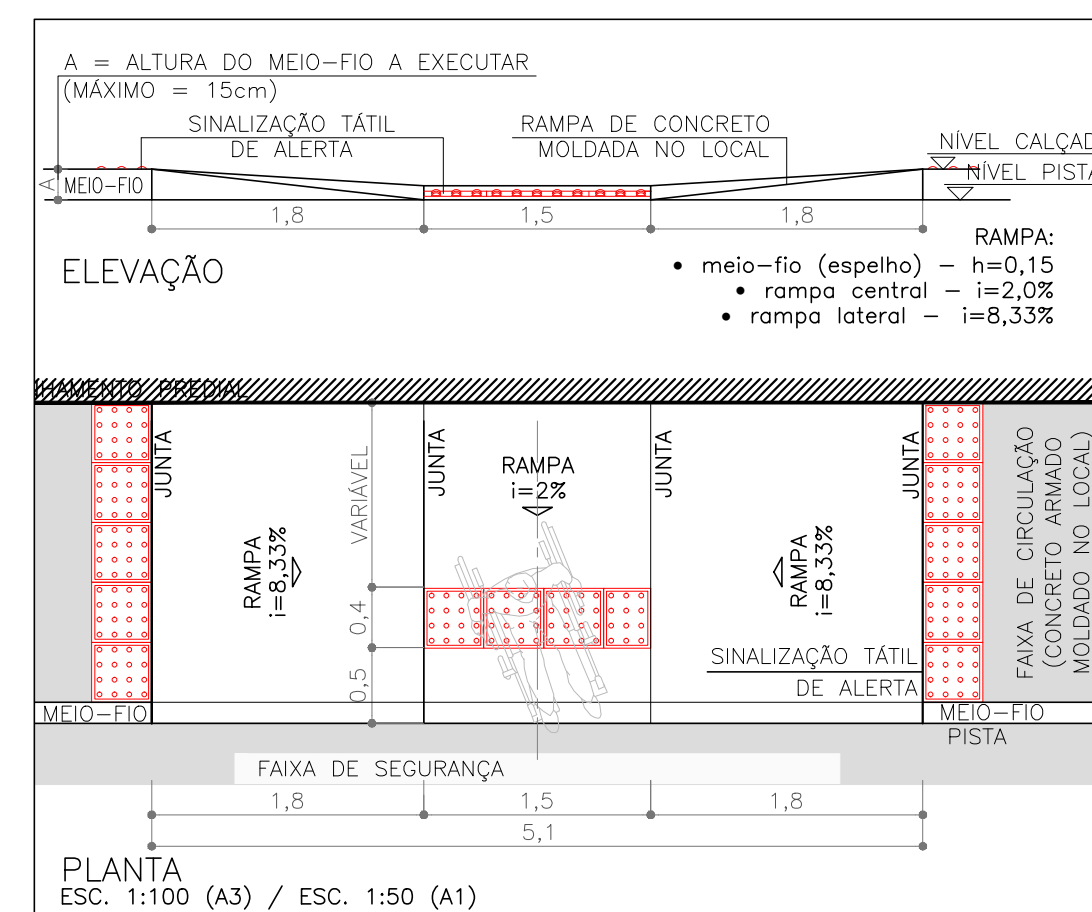 A = ALTURA DO MEIO-FIO A EXECUTAR
(MÁXIMO = 15cm)
SINALIZAÇÃO TÁTIL
DE ALERTA
RAMPA DE CONCRETO
MOLDADA NO LOCAL
NÍVEL CALÇAD
NÍVEL PISTA
A
MEIO-FIO
1,8
1,5
1,8
ELEVAÇÃO
RAMPA:
• meio-fio (espelho) - h=0,15
• rampa central - i=2,0%
• rampa lateral - i=8,33%
HAMENTO PREDIAL
JUNTA
VARIÁVEL
JUNTA
RAMPA
i=2%
JUNTA
JUNTA
FAIXA DE CIRCULAÇÃO
(CONCRETO ARMADO
MOLDADO NO LOCAL)
RAMPA
i=8,33%
RAMPA
i=8,33%
0,4
0,5
SINALIZAÇÃO TÁTIL
DE ALERTA
MEIO-FIO
MEIO-FIO
PISTA
FAIXA DE SEGURANÇA
1,8
1,5
1,8
5,1
PLANTA
ESC. 1:100 (A3) / ESC. 1:50 (A1)